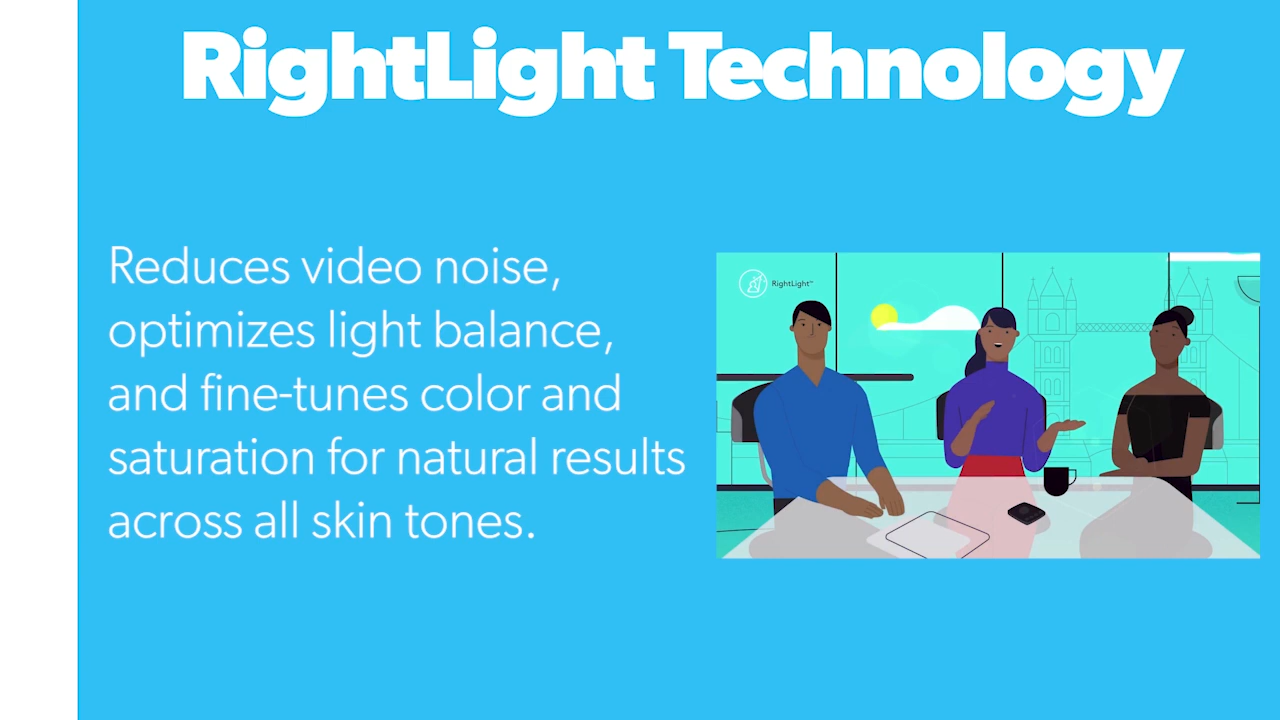 RightLight Technology
Reduces video noise,
optimizes light balance,
and fine-tunes color and
saturation for natural results
across all skin tones.
RightLight™